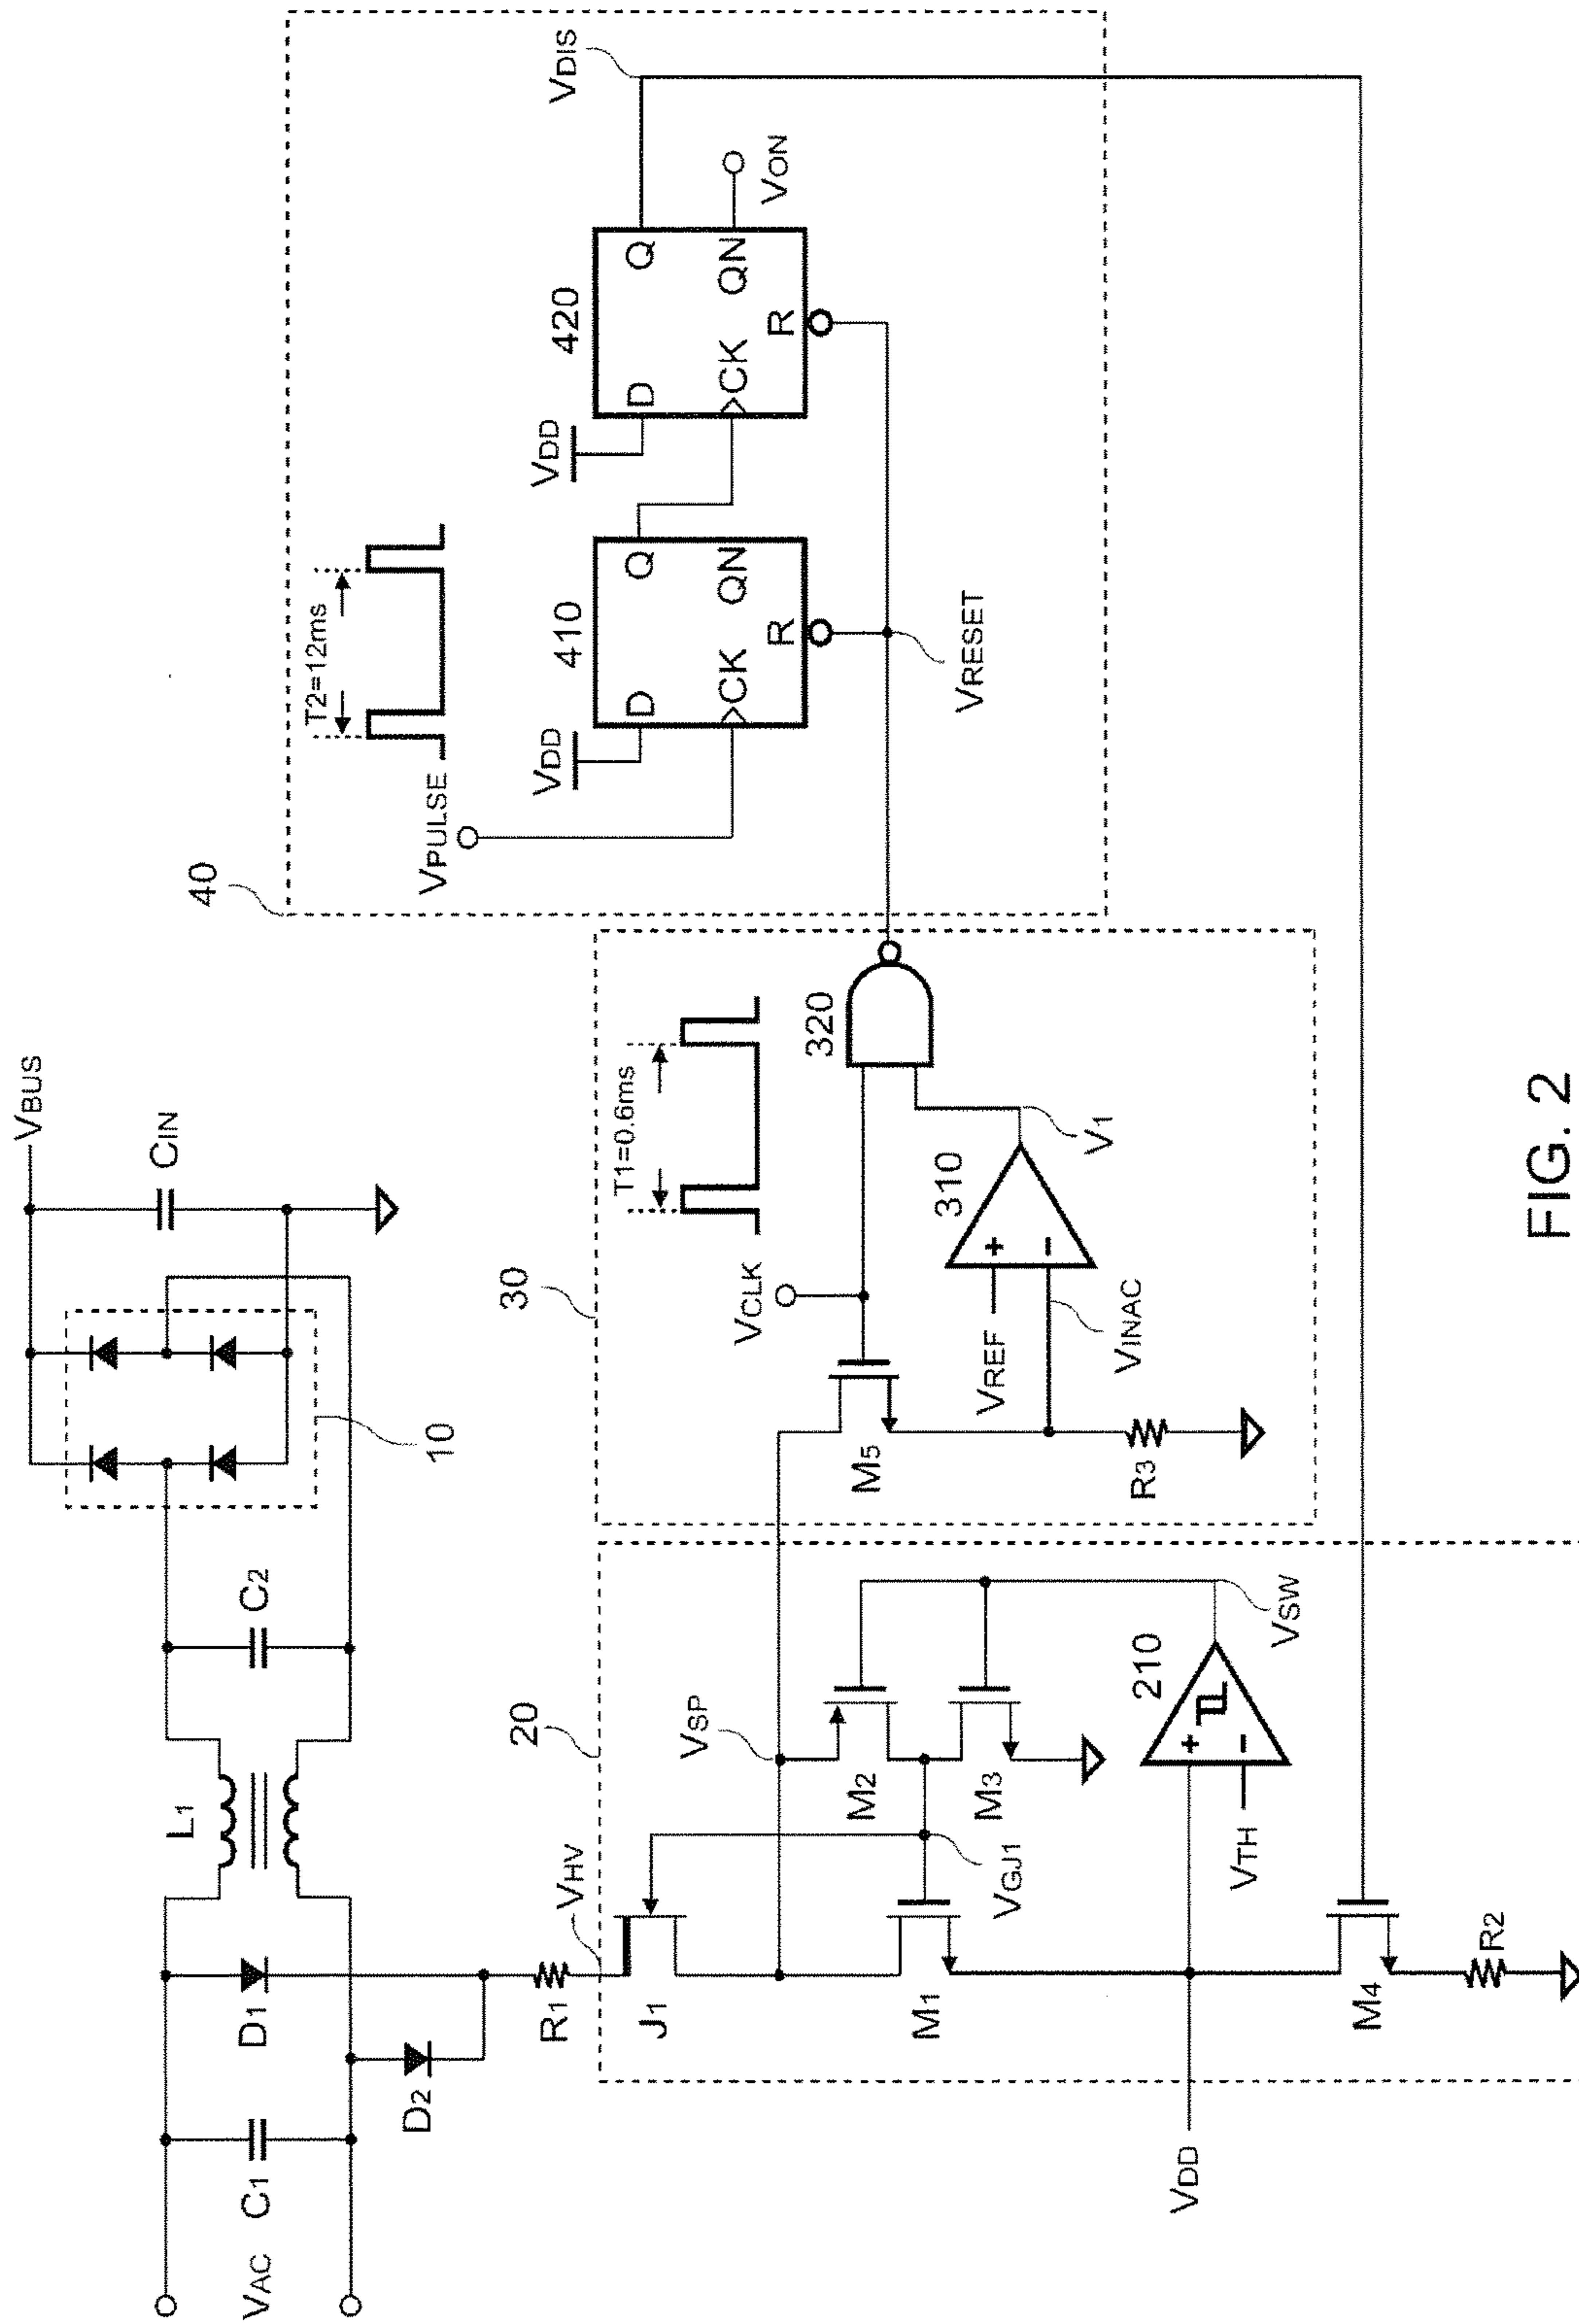 VAC
C1
D1
D2
L1
C2
10
CIN
VBUS
R1
VHV
20
J1
VSP
M1
M2
M3
VGJ1
VDD
VTH
+
-
210
VSW
M4
R2
30
VCLK
T1=0.6ms
M5
VREF
VINAC
R3
+
-
310
V1
320
40
VPULSE
T2=12ms
VDD
410
D
Q
CK
QN
R
VRESET
VDD
420
D
Q
CK
QN
R
VON
VDIS
FIG. 2